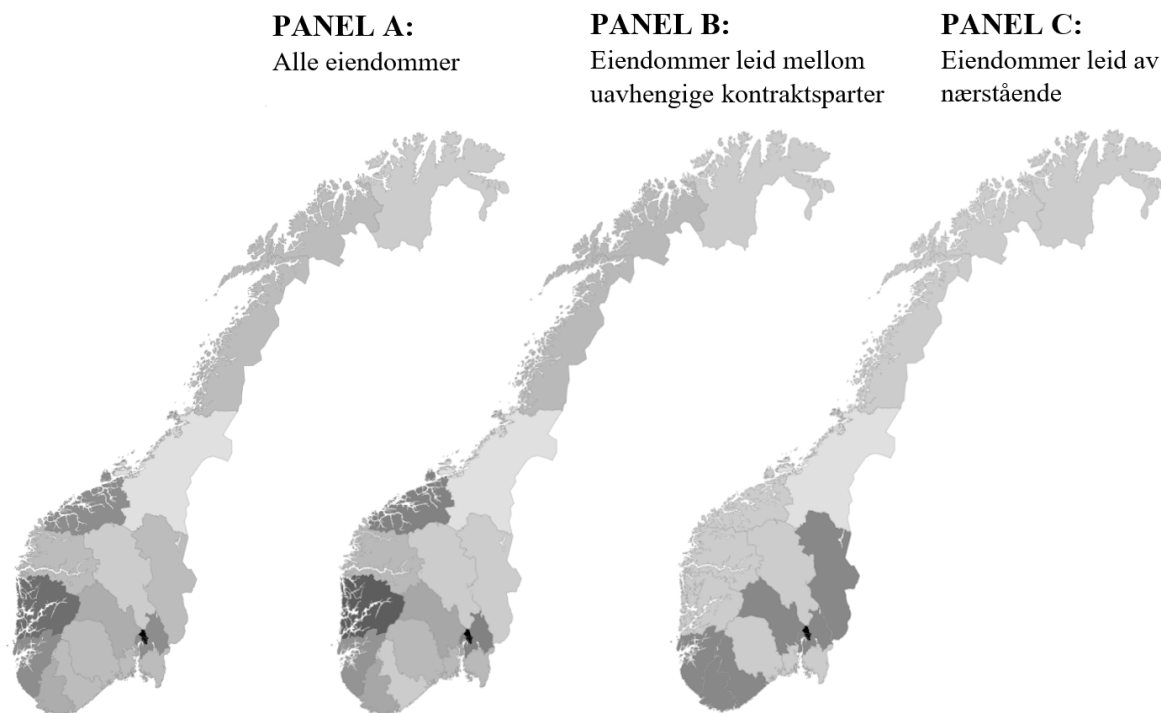 PANEL A:
Alle eiendommer
PANEL B:
Eiendommer leid mellom
uavhengige kontraktsparter
PANEL C:
Eiendommer leid av
nærstående